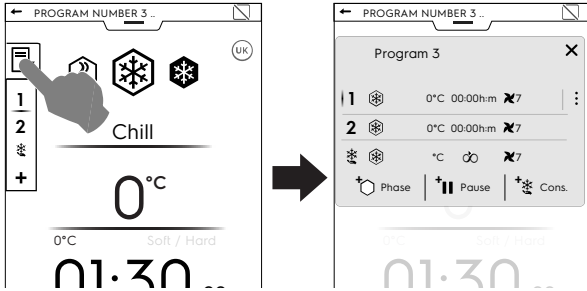 PROGRAM NUMBER 3 ..
UK
1
2
+
Chill
0°C
0°C Soft / Hard
01:30
PROGRAM NUMBER 3 ..
Program 3 ×
1 0°C 00:00h:m 7
2 0°C 00:00h:m 7
°C 7
+ Phase + Pause + Cons.
0
0°C Soft / Hard
01:30